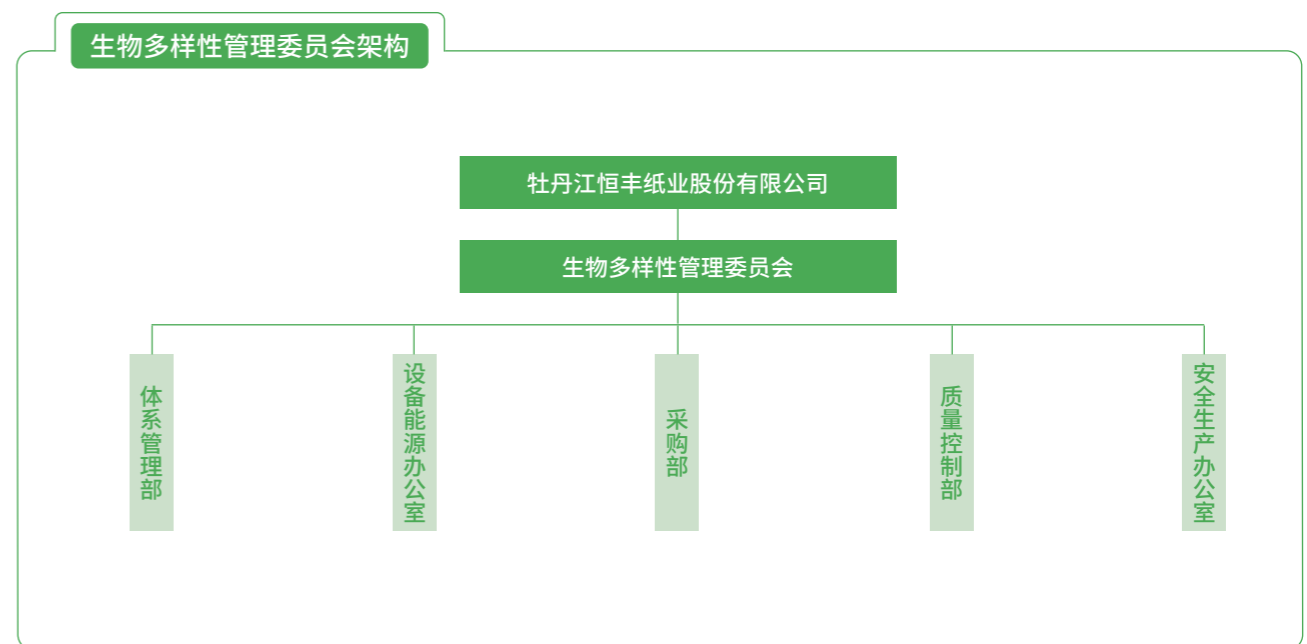 生物多样性管理委员会架构
牡丹江恒丰纸业股份有限公司
生物多样性管理委员会
体系管理部
设备能源办公室
采购部
质量控制部
安全生产办公室